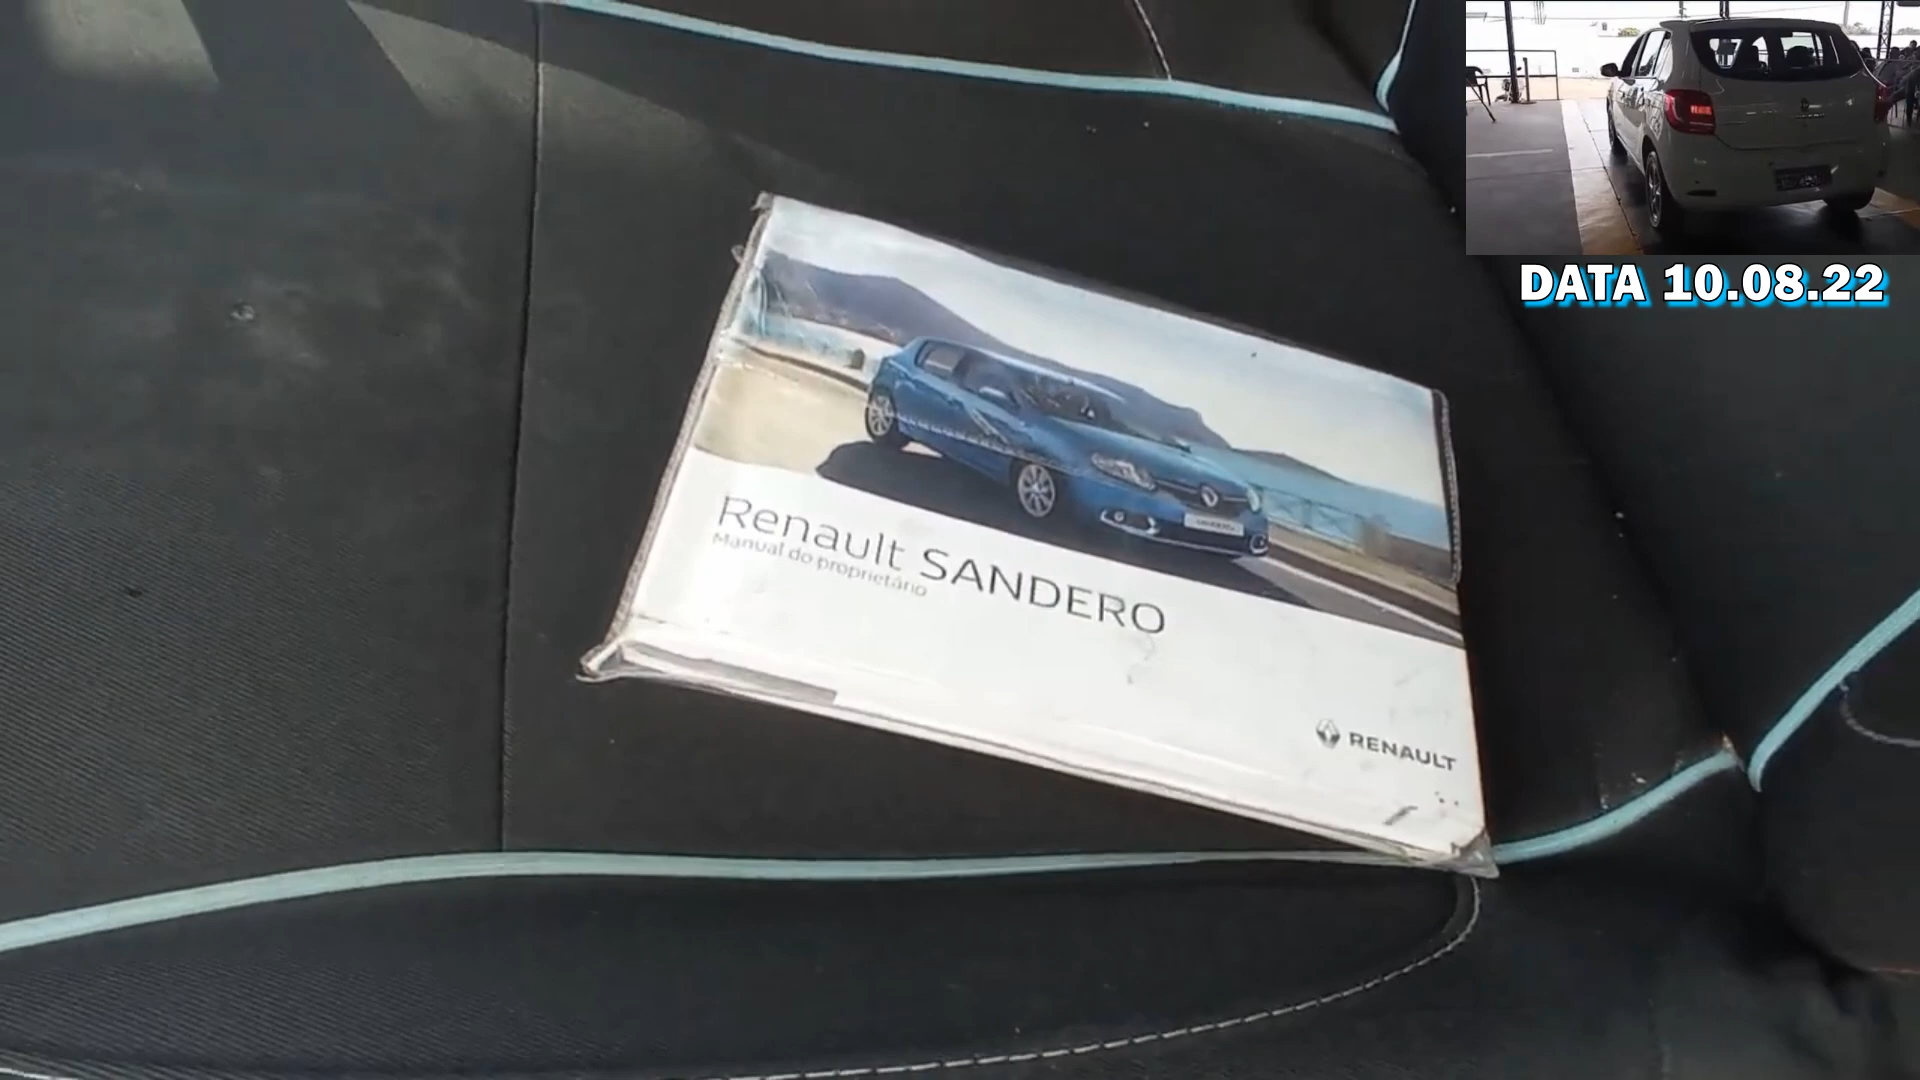 DATA 10.08.22
Renault SANDERO
Manual do proprietário
RENAULT